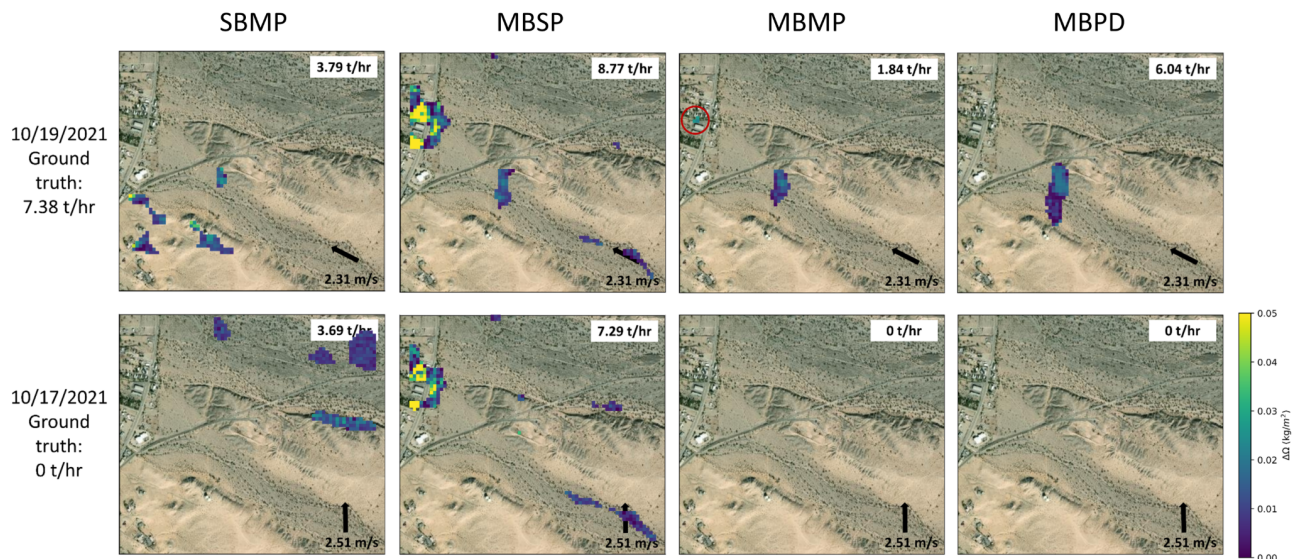 SBMP
MBSP
MBMP
MBPD
10/19/2021
Ground
truth:
7.38 t/hr
3.79 t/hr
8.77 t/hr
1.84 t/hr
6.04 t/hr
2.31 m/s
2.31 m/s
2.31 m/s
2.31 m/s
10/17/2021
Ground
truth:
0 t/hr
3.69 t/hr
7.29 t/hr
0 t/hr
0 t/hr
2.51 m/s
2.51 m/s
2.51 m/s
2.51 m/s
0.05
0.04
0.03
0.02
0.01
0.00
ΔΩ (kg/m²)